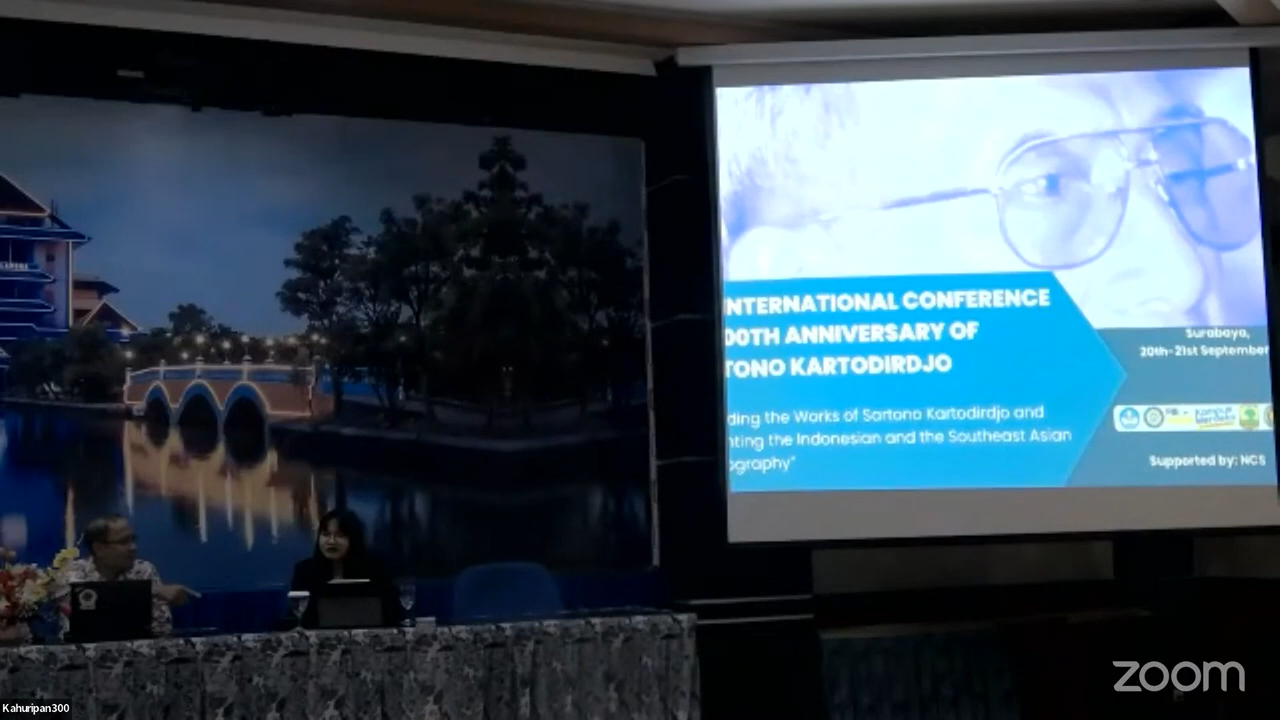 INTERNATIONAL CONFERENCE
00TH ANNIVERSARY OF
TONO KARTODIRDJO
ding the Works of Sartono Kartodirdjo and
nting the Indonesian and the Southeast Asian
ography"
Surabaya,
20th-21st September
Supported by: NCS
zoom
Kahuripan300